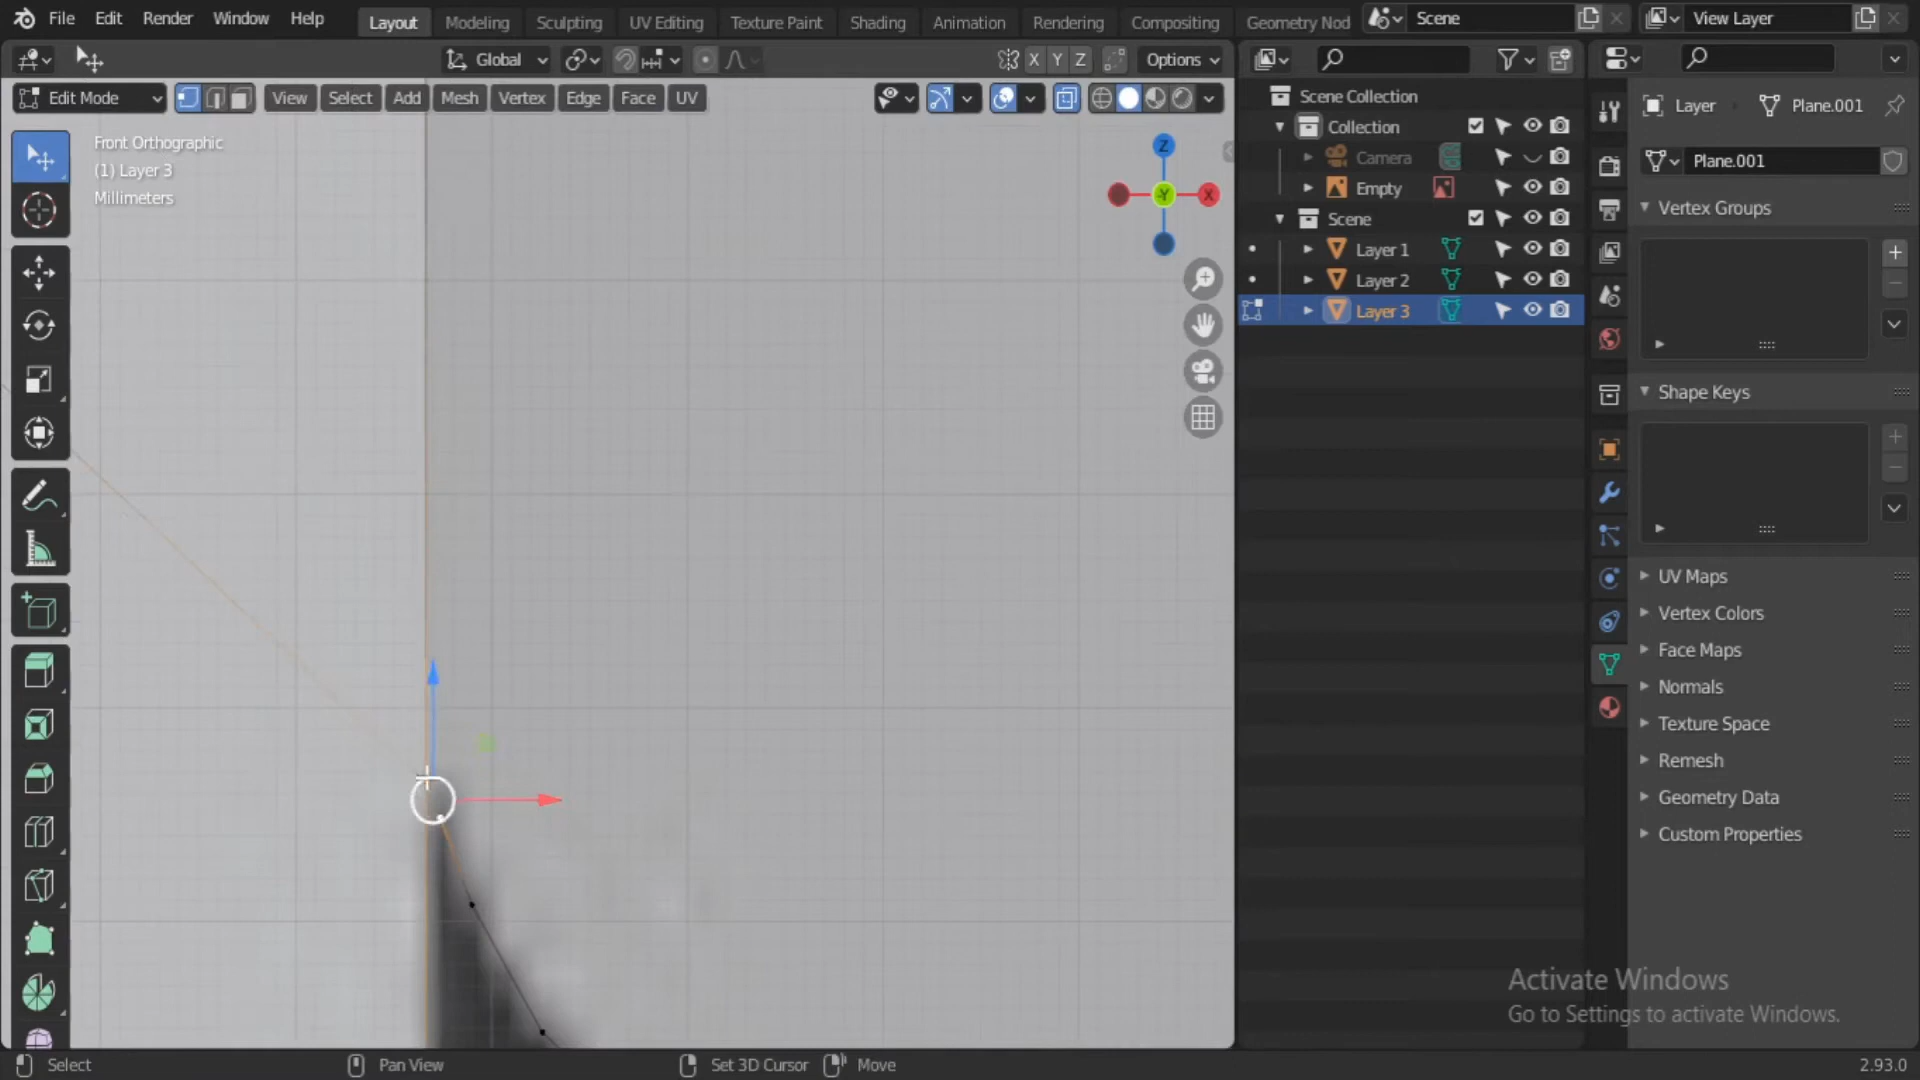 File Edit Render Window Help Layout Modeling Sculpting UV Editing Texture Paint Shading Animation Rendering Compositing Geometry Nod Scene View Layer
Global X Y Z Options
Edit Mode View Select Add Mesh Vertex Edge Face UV
Front Orthographic
(1) Layer 3
Millimeters
Z
-Y
X
Scene Collection
Collection
Camera
Empty
Scene
Layer 1
Layer 2
Layer 3
Layer Plane.001
Plane.001
Vertex Groups
Shape Keys
UV Maps
Vertex Colors
Face Maps
Normals
Texture Space
Remesh
Geometry Data
Custom Properties
Activate Windows
Go to Settings to activate Windows.
Select Pan View Set 3D Cursor Move 2.93.0